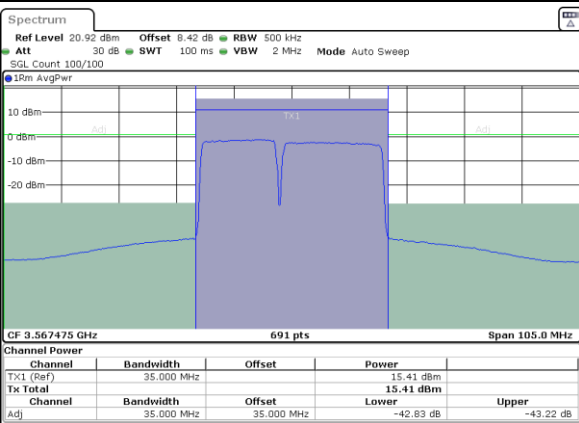 Spectrum
Ref Level 20.92 dBm Offset 8.42 dB RBW 500 kHz
Att 30 dB SWT 100 ms VBW 2 MHz Mode Auto Sweep
SGL Count 100/100
1Rm AvgPwr
10 dBm
TX1
Adj Adj
0 dBm
-10 dBm
-20 dBm
CF 3.567475 GHz 691 pts Span 105.0 MHz
Channel Power
Channel Bandwidth Offset Power
TX1 (Ref) 35.000 MHz 15.41 dBm
Tx Total 15.41 dBm
Channel Bandwidth Offset Lower Upper
Adj 35.000 MHz 35.000 MHz -42.83 dB -43.22 dB